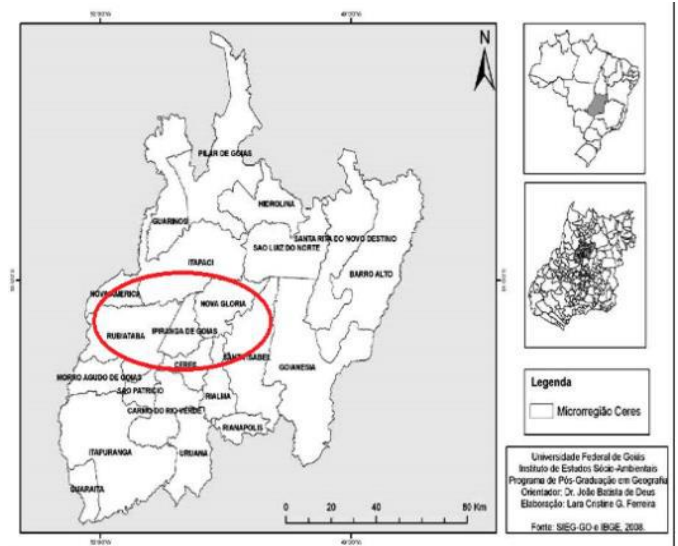 N
PILAR DE GOIAS
HIDROLINA
GUARINOS
SANTA RITA DO NOVO DESTINO
SAO LUIZ DO NORTE
ITAPACI
BARRO ALTO
NOVA AMERICA
NOVA GLORIA
RUBIATABA
IPIRANGA DE GOIAS
SANTA ISABEL
CERES
GOIANESIA
MORRO AGUDO DE GOIAS
SAO PATRICIO
RIALMA
CARMO DO RIO VERDE
RIANAPOLIS
ITAPURANGA
URUANA
GUARAITA
0 20 40 80 Km
Legenda
Microrregião Ceres
Universidade Federal de Goiás
Instituto de Estudos Sócio-Ambientais
Programa de Pós-Graduação em Geografia
Orientador: Dr. João Batista de Deus
Elaboração: Lara Cristine G. Ferreira
Fonte: SIEG-GO e IBGE, 2008.